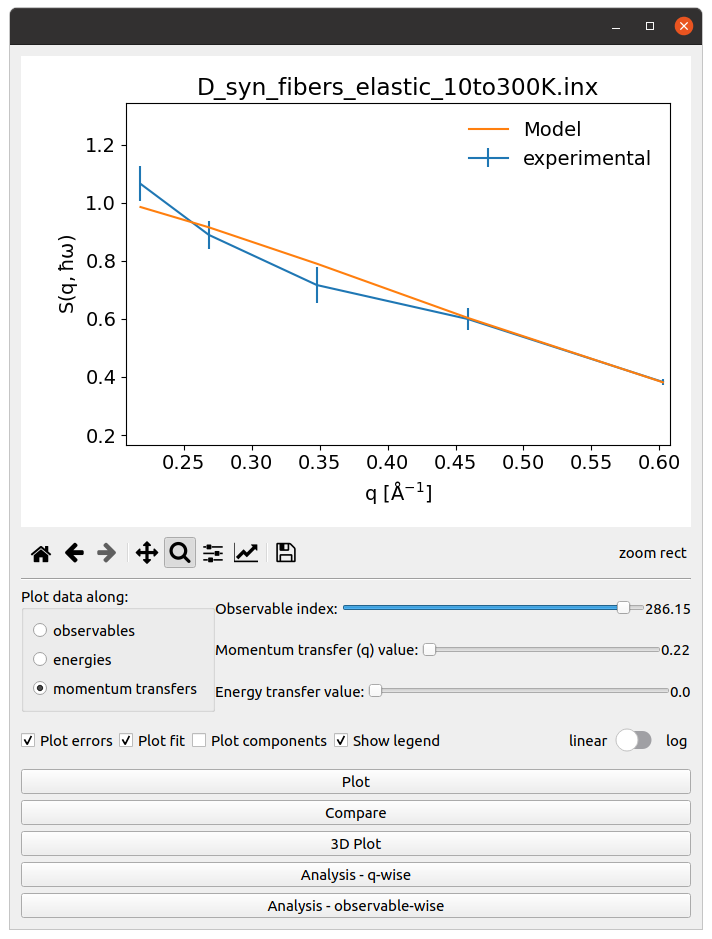 D_syn_fibers_elastic_10to300K.inx
Model
experimental
1.2
1.0
0.8
0.6
0.4
0.2
S(q, ħω)
0.25 0.30 0.35 0.40 0.45 0.50 0.55 0.60
q [Å⁻¹]
zoom rect
Plot data along:
observables
energies
momentum transfers
Observable index: 286.15
Momentum transfer (q) value: 0.22
Energy transfer value: 0.0
Plot errors Plot fit Plot components Show legend linear log
Plot
Compare
3D Plot
Analysis - q-wise
Analysis - observable-wise